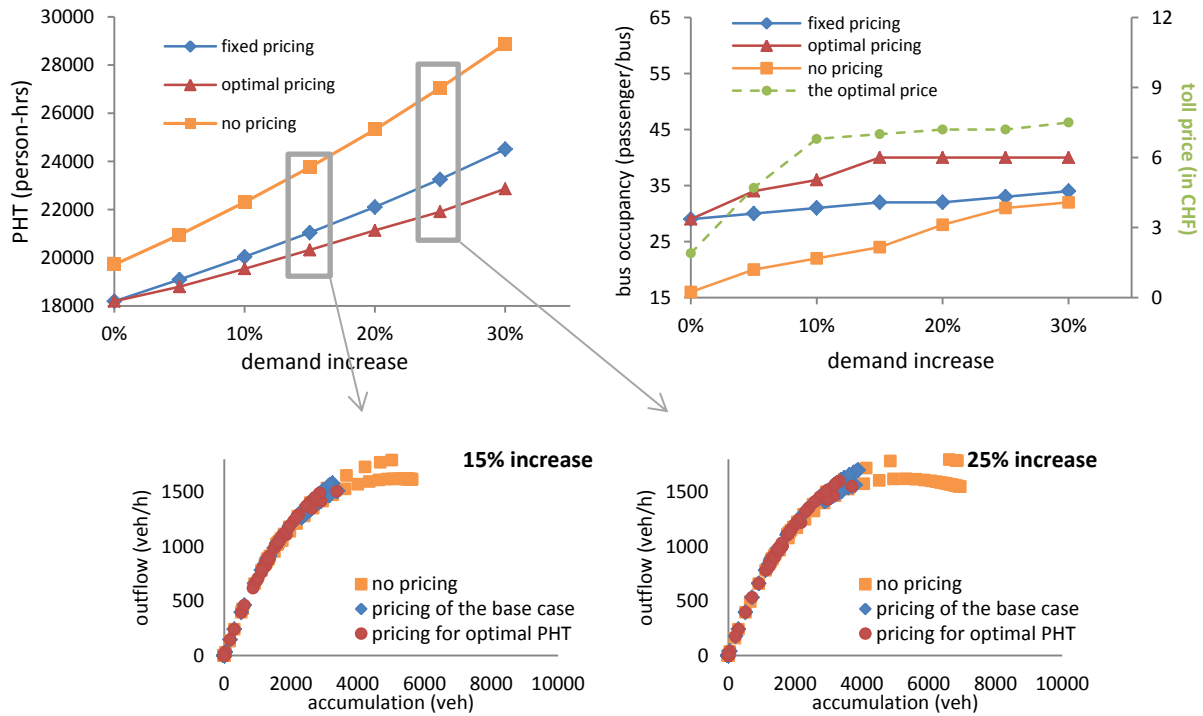 PHT (person-hrs)
30000
28000
26000
24000
22000
20000
18000
fixed pricing
optimal pricing
no pricing
0% 10% 20% 30%
demand increase
bus occupancy (passenger/bus)
65
55
45
35
25
15
fixed pricing
optimal pricing
no pricing
the optimal price
12
9
6
3
0
toll price (in CHF)
0% 10% 20% 30%
demand increase
15% increase
outflow (veh/h)
1500
1000
500
0
no pricing
pricing of the base case
pricing for optimal PHT
0 2000 4000 6000 8000 10000
accumulation (veh)
25% increase
outflow (veh/h)
1500
1000
500
0
no pricing
pricing of the base case
pricing for optimal PHT
0 2000 4000 6000 8000 10000
accumulation (veh)